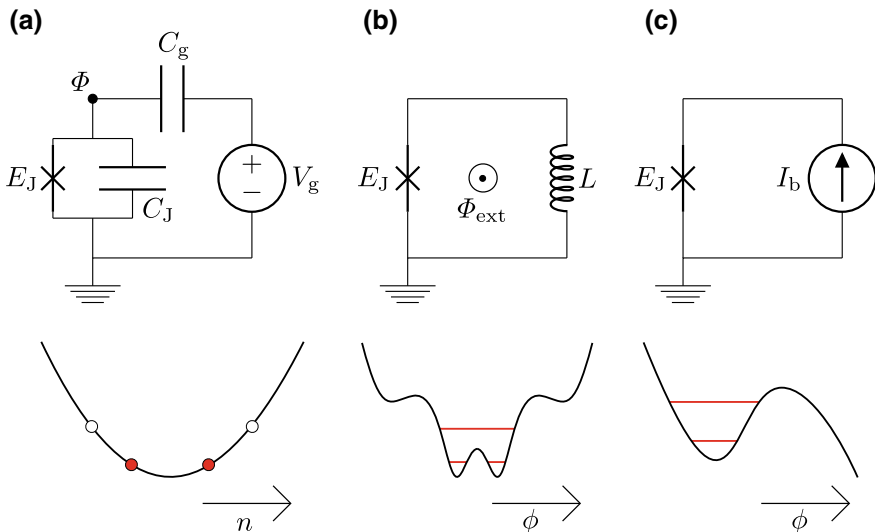 (a)
C_g
Φ
E_J
C_J
+
−
V_g
n
(b)
E_J
Φ_ext
L
ϕ
(c)
E_J
I_b
ϕ